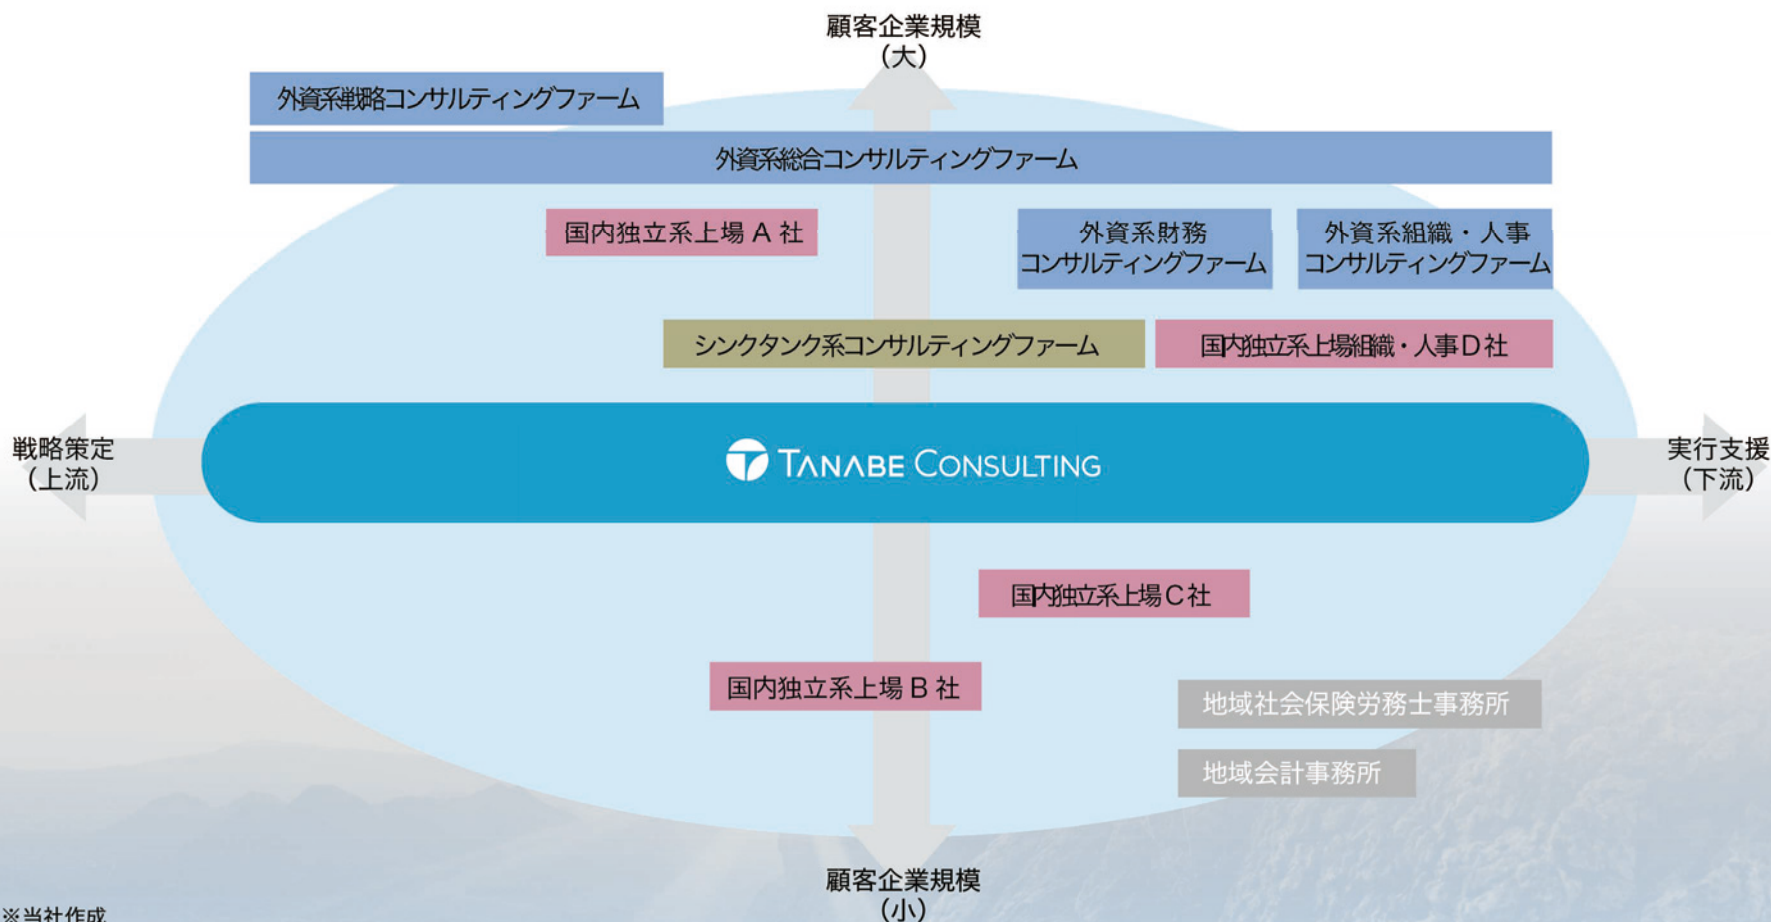 顧客企業規模
（大）
外資系戦略コンサルティングファーム
外資系総合コンサルティングファーム
国内独立系上場 A 社
外資系財務
コンサルティングファーム
外資系組織・人事
コンサルティングファーム
シンクタンク系コンサルティングファーム
国内独立系上場組織・人事D社
戦略策定
（上流）
TANABE CONSULTING
実行支援
（下流）
国内独立系上場C社
国内独立系上場 B 社
地域社会保険労務士事務所
地域会計事務所
顧客企業規模
（小）
※当社作成